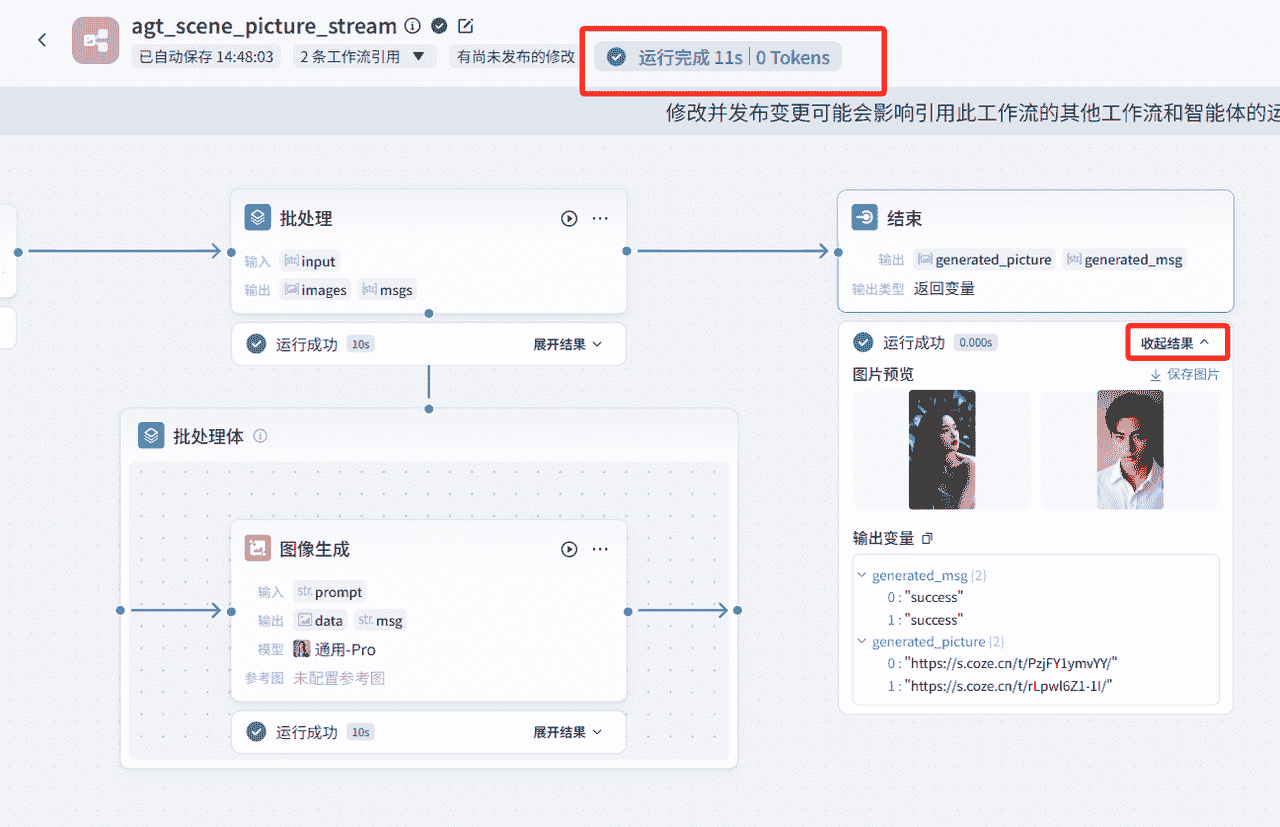 agt_scene_picture_stream
已自动保存 14:48:03 2 条工作流引用 有尚未发布的修改 运行完成 11s 0 Tokens
修改并发布变更可能会影响引用此工作流的其他工作流和智能体的运
批处理
输入 str input
输出 images str msgs
运行成功 10s 展开结果
批处理体
图像生成
输入 str. prompt
输出 data str. msg
模型 通用-Pro
参考图 未配置参考图
运行成功 10s 展开结果
结束
输出 generated_picture str generated_msg
输出类型 返回变量
运行成功 0.000s 收起结果
图片预览 保存图片
输出变量
generated_msg {2}
0 : "success"
1 : "success"
generated_picture {2}
0 : "https://s.coze.cn/t/PzjFY1ymvYY/"
1 : "https://s.coze.cn/t/rLpwI6Z1-1I/"